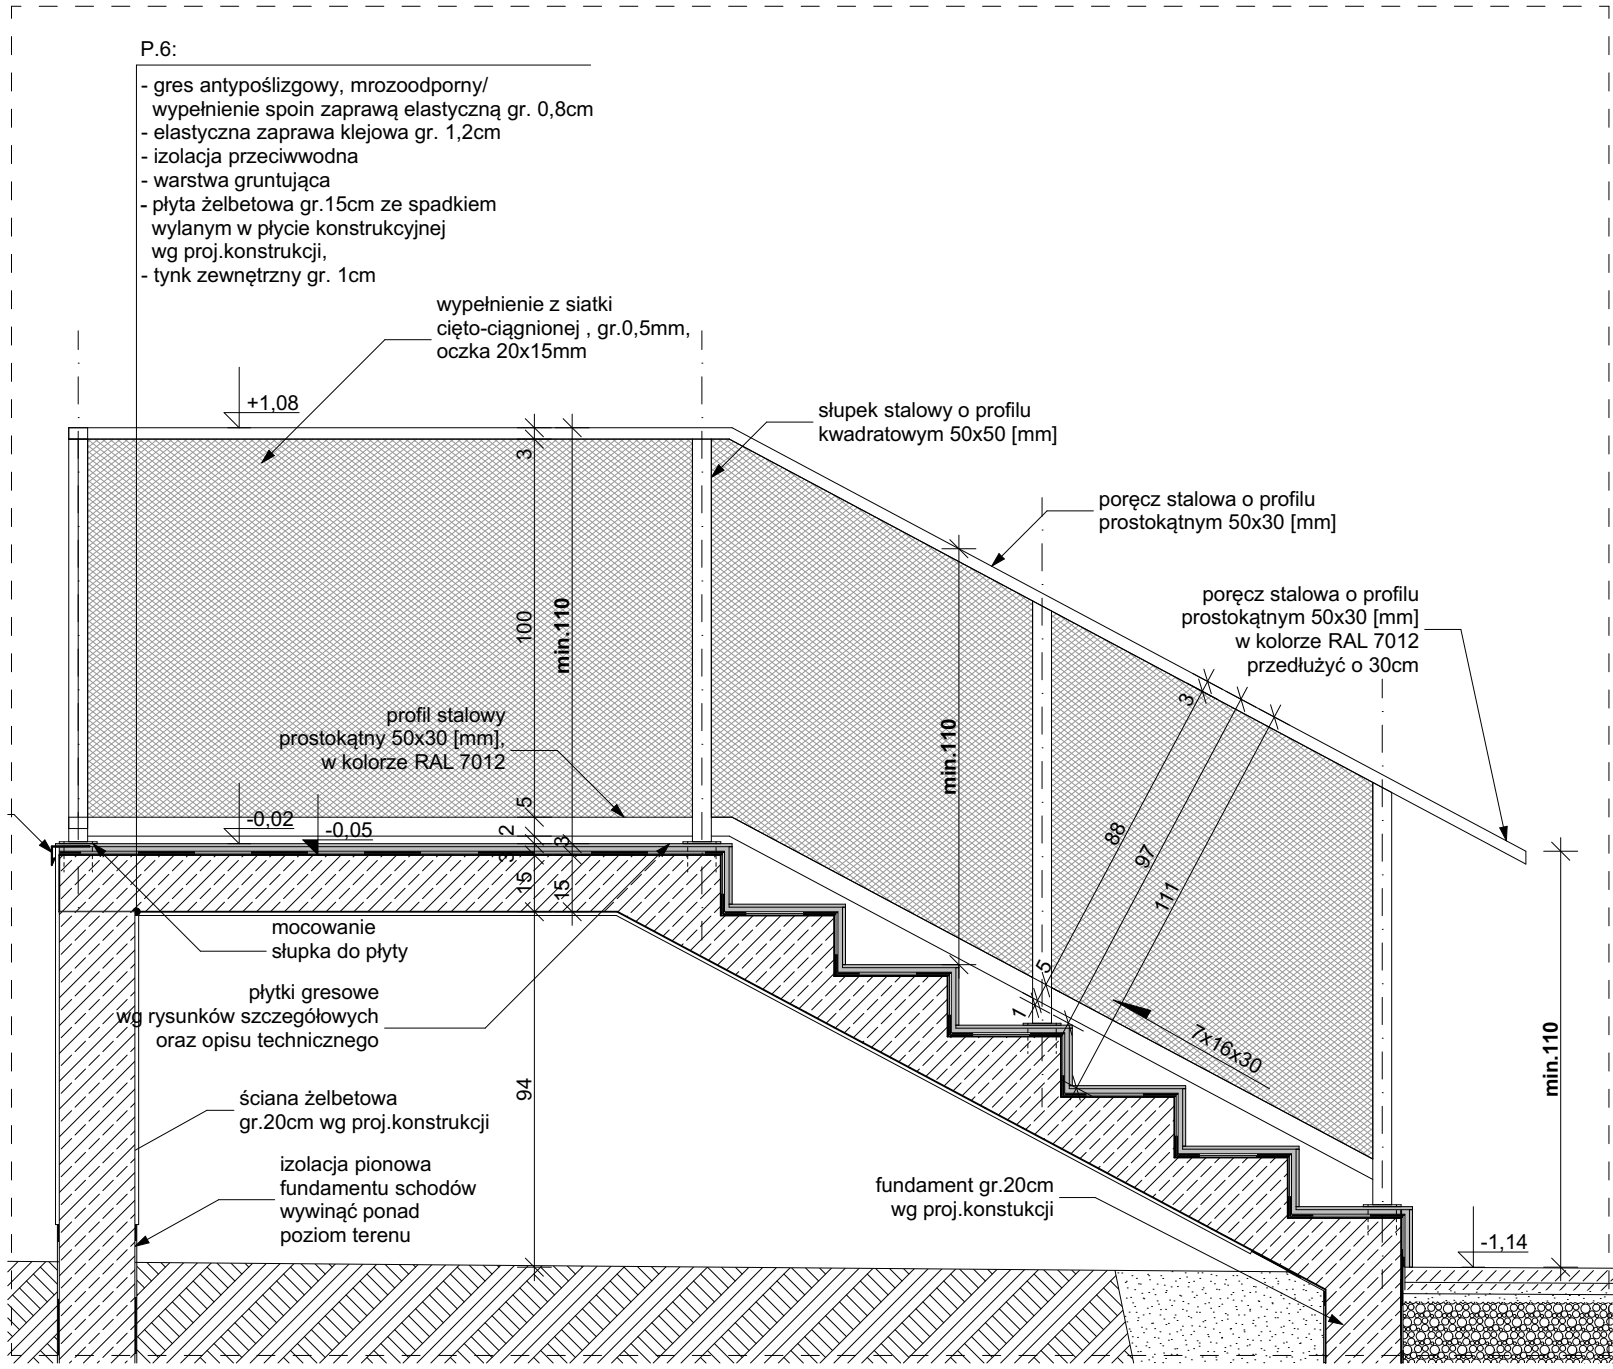 P.6:
- gres antypoślizgowy, mrozoodporny/
wypełnienie spoin zaprawą elastyczną gr. 0,8cm
- elastyczna zaprawa klejowa gr. 1,2cm
- izolacja przeciwwodna
- warstwa gruntująca
- płyta żelbetowa gr.15cm ze spadkiem
wylanym w płycie konstrukcyjnej
wg proj.konstrukcji,
- tynk zewnętrzny gr. 1cm
wypełnienie z siatki
cięto-ciągnionej , gr.0,5mm,
oczka 20x15mm
+1,08
słupek stalowy o profilu
kwadratowym 50x50 [mm]
3
poręcz stalowa o profilu
prostokątnym 50x30 [mm]
poręcz stalowa o profilu
prostokątnym 50x30 [mm]
w kolorze RAL 7012
przedłużyć o 30cm
100
min.110
3
profil stalowy
prostokątny 50x30 [mm],
w kolorze RAL 7012
min.110
5
-0,02
-0,05
2
3
3
15
15
88
97
111
mocowanie
słupka do płyty
płytki gresowe
wg rysunków szczegółowych
oraz opisu technicznego
5
1
7x16x30
min.110
94
ściana żelbetowa
gr.20cm wg proj.konstrukcji
izolacja pionowa
fundamentu schodów
wywinąć ponad
poziom terenu
fundament gr.20cm
wg proj.konstukcji
-1,14